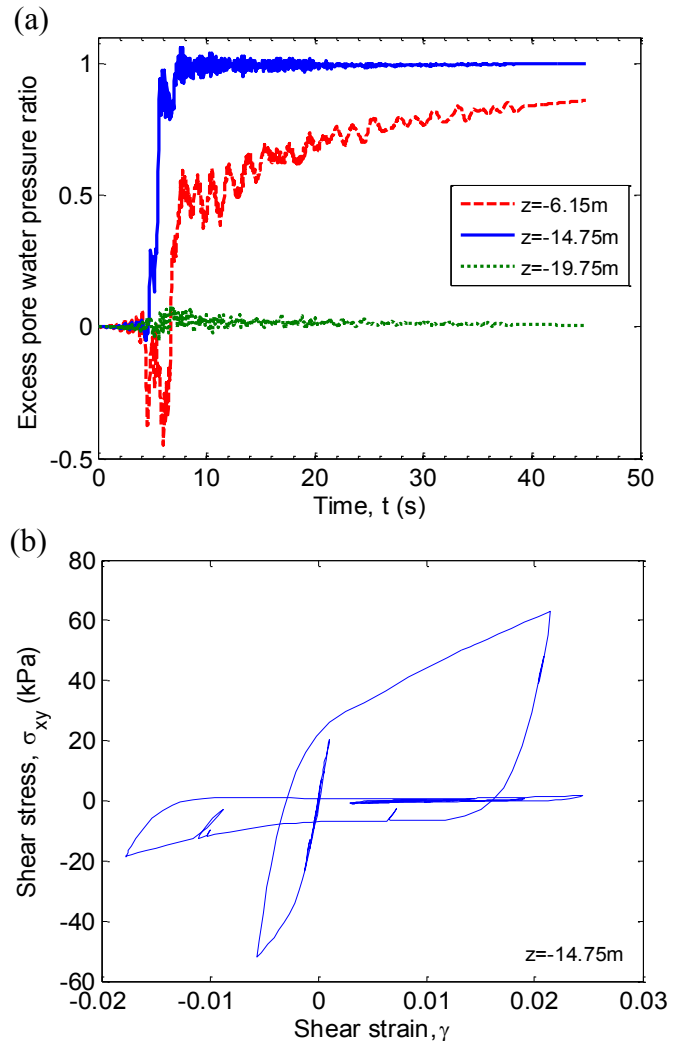 (a)
Excess pore water pressure ratio
1
0.5
0
-0.5
z=-6.15m
z=-14.75m
z=-19.75m
0 10 20 30 40 50
Time, t (s)
(b)
Shear stress, σxy (kPa)
80
60
40
20
0
-20
-40
-60
z=-14.75m
-0.02 -0.01 0 0.01 0.02 0.03
Shear strain, γ